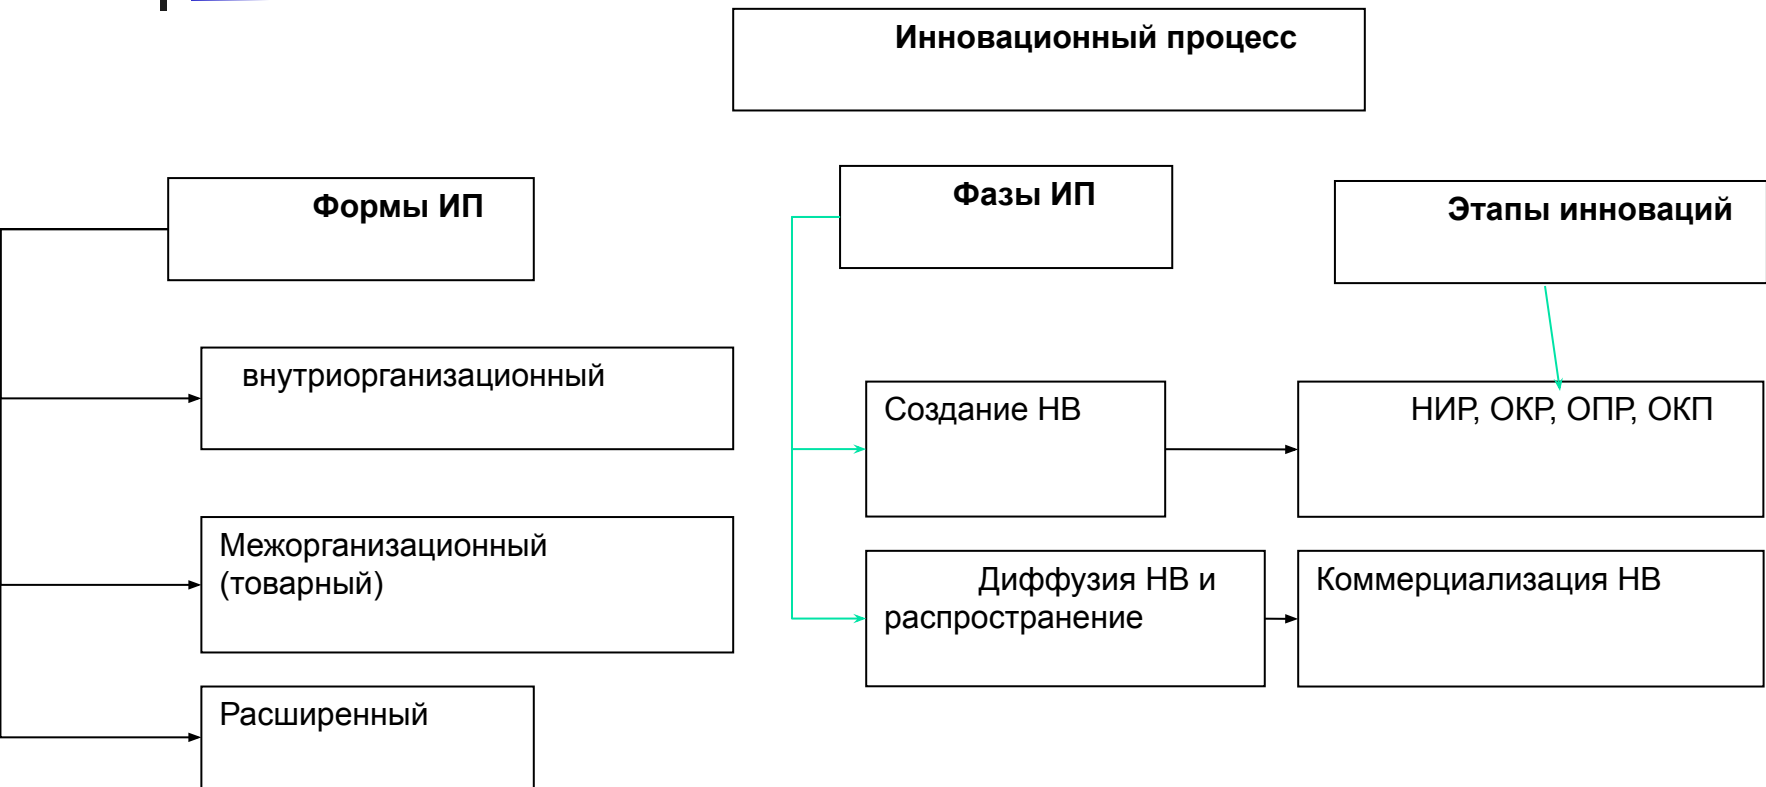 Инновационный процесс
Формы ИП
Фазы ИП
Этапы инноваций
внутриорганизационный
Создание НВ
НИР, ОКР, ОПР, ОКП
Межорганизационный
(товарный)
Диффузия НВ и
распространение
Коммерциализация НВ
Расширенный